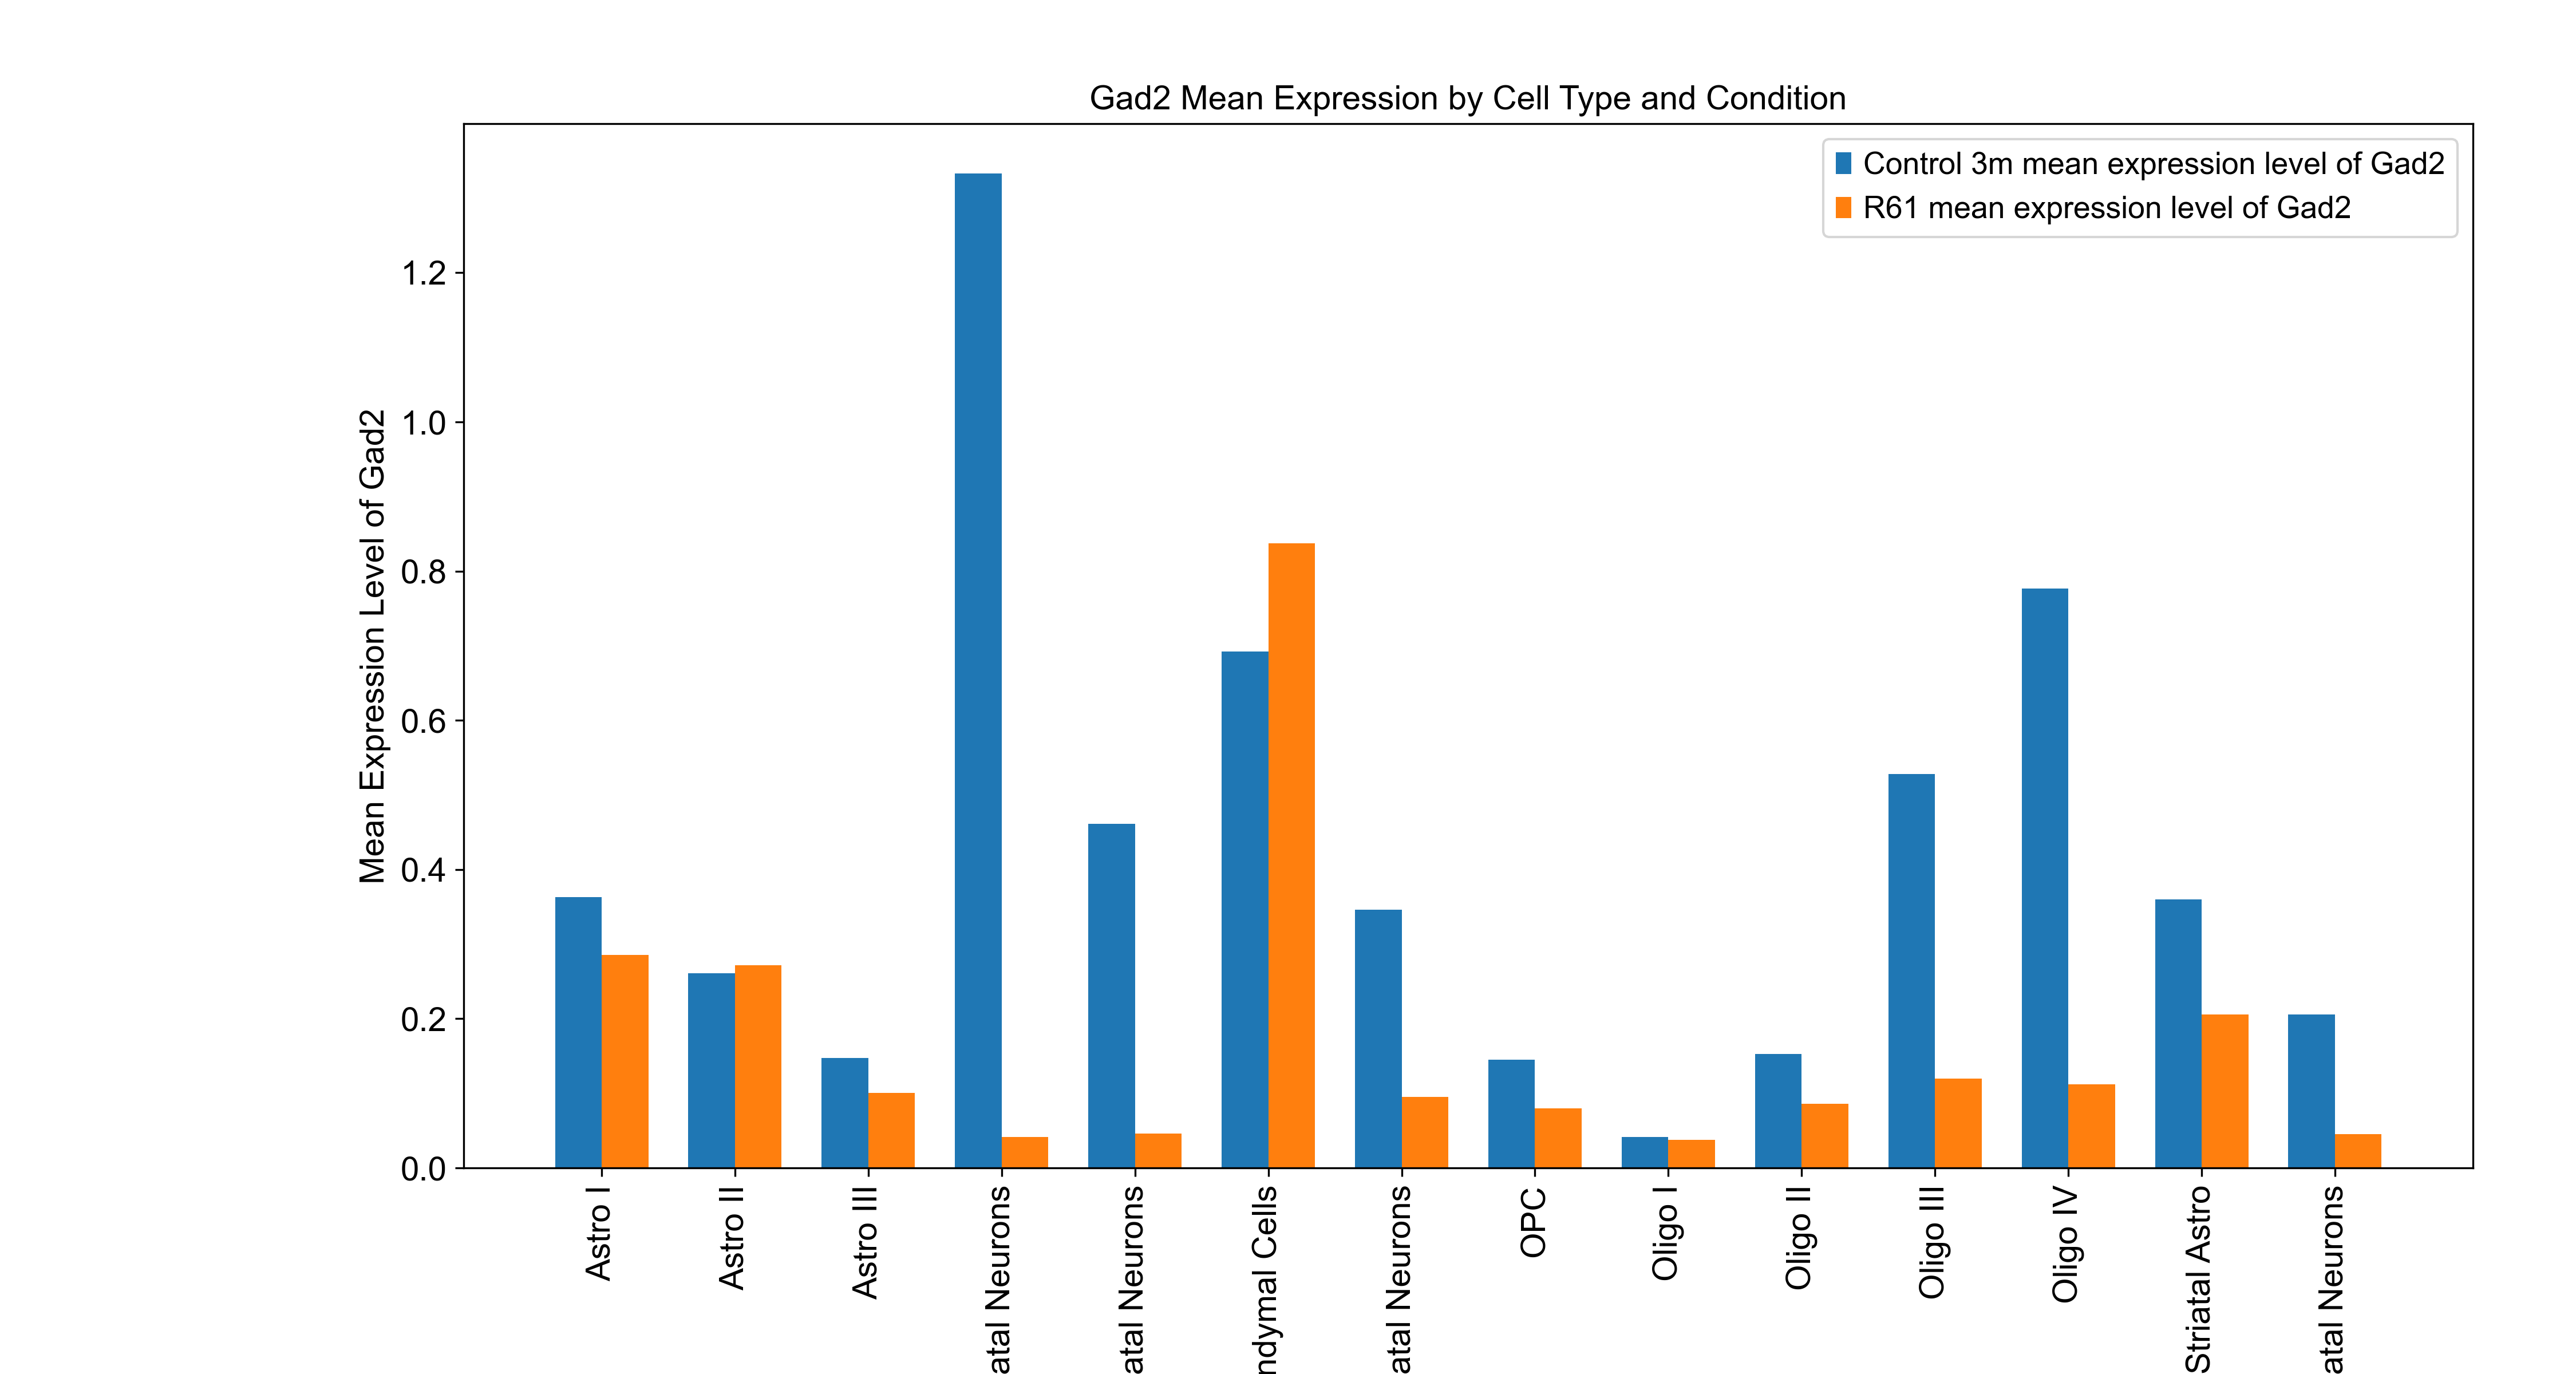 Gad2 Mean Expression by Cell Type and Condition
Control 3m mean expression level of Gad2
R61 mean expression level of Gad2
Mean Expression Level of Gad2
1.2
1.0
0.8
0.6
0.4
0.2
0.0
Astro I
Astro II
Astro III
atal Neurons
atal Neurons
ndymal Cells
atal Neurons
OPC
Oligo I
Oligo II
Oligo III
Oligo IV
Striatal Astro
atal Neurons